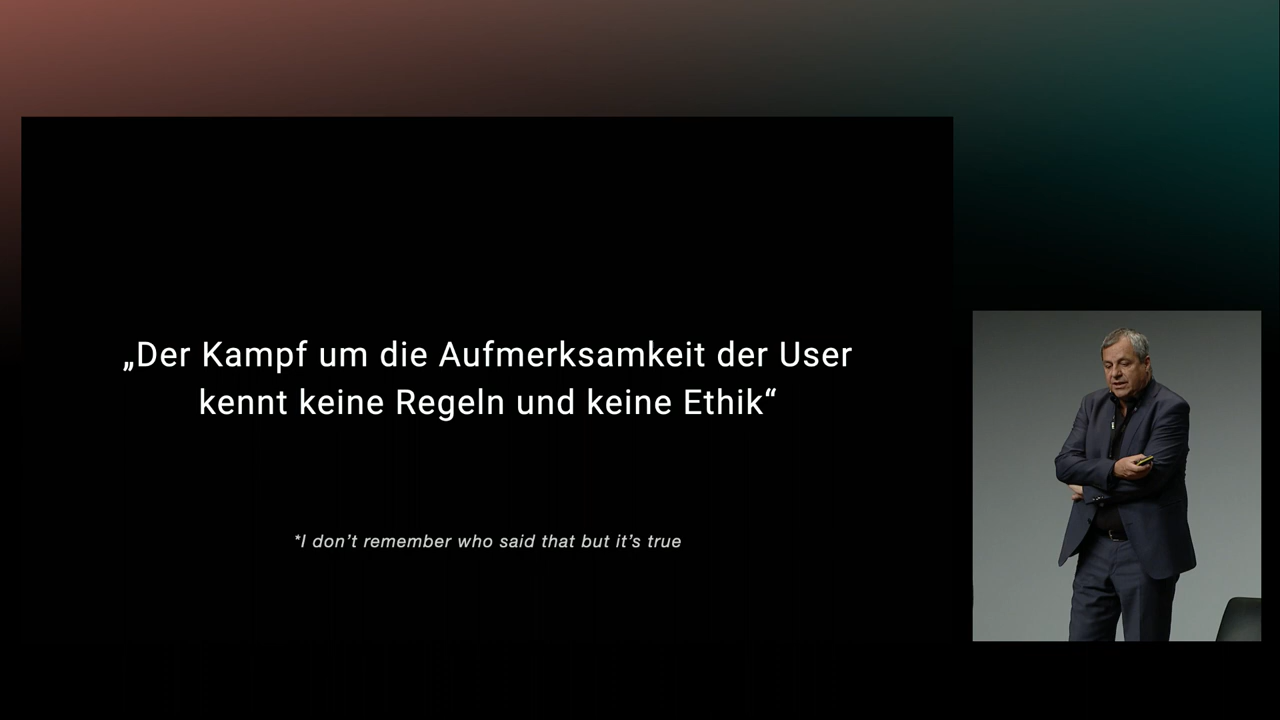 „Der Kampf um die Aufmerksamkeit der User
kennt keine Regeln und keine Ethik“
*I don’t remember who said that but it’s true